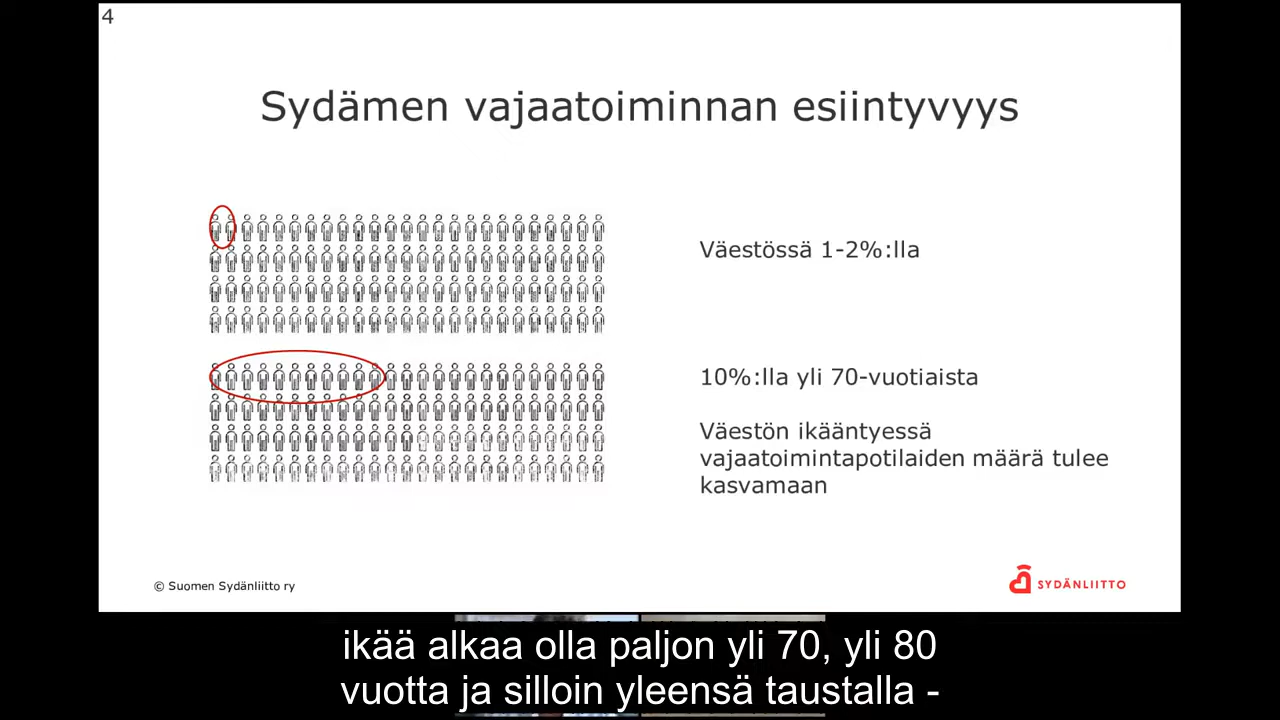 4
Sydämen vajaatoiminnan esiintyvyys
Väestössä 1-2%:lla
10%:lla yli 70-vuotiaista
Väestön ikääntyessä
vajaatoimintapotilaiden määrä tulee
kasvamaan
© Suomen Sydänliitto ry
SYDÄNLIITTO
ikää alkaa olla paljon yli 70, yli 80
vuotta ja silloin yleensä taustalla -